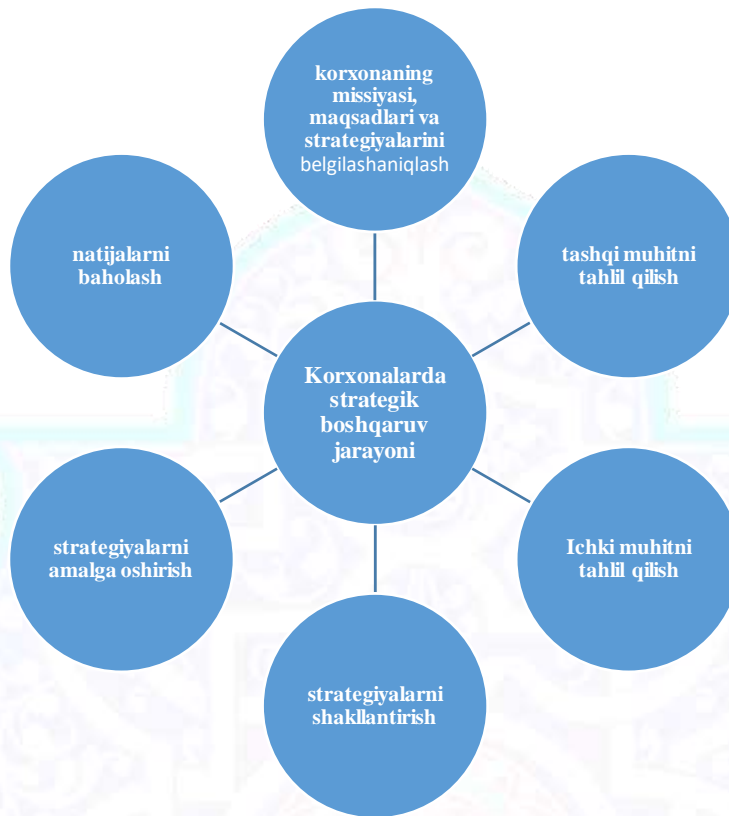 korxonaning
missiyasi,
maqsadlari va
strategiyalarini
belgilashaniqlash
tashqi muhitni
tahlil qilish
Ichki muhitni
tahlil qilish
strategiyalarni
shakllantirish
strategiyalarni
amalga oshirish
natijalarni
baholash
Korxonalarda
strategik
boshqaruv
jarayoni